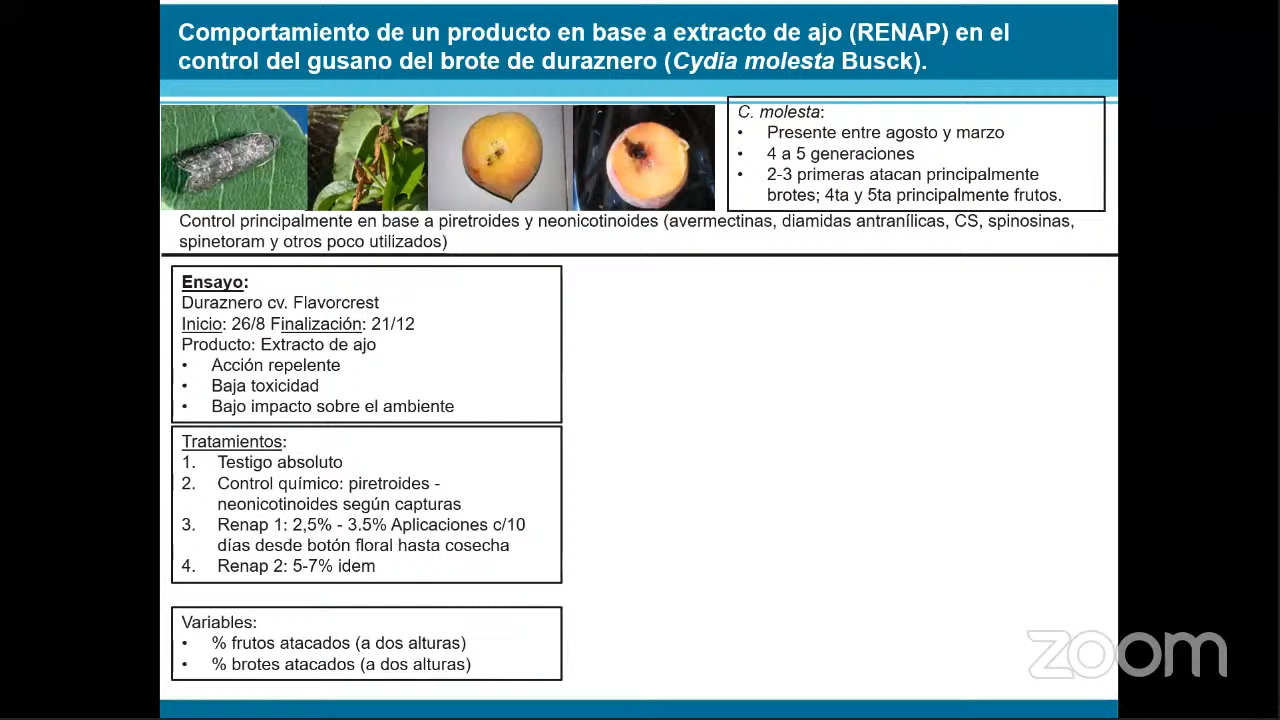 Comportamiento de un producto en base a extracto de ajo (RENAP) en el
control del gusano del brote de duraznero (Cydia molesta Busck).
C. molesta:
• Presente entre agosto y marzo
• 4 a 5 generaciones
• 2-3 primeras atacan principalmente
brotes; 4ta y 5ta principalmente frutos.
Control principalmente en base a piretroides y neonicotinoides (avermectinas, diamidas antranílicas, CS, spinosinas,
spinetoram y otros poco utilizados)
Ensayo:
Duraznero cv. Flavorcrest
Inicio: 26/8 Finalización: 21/12
Producto: Extracto de ajo
• Acción repelente
• Baja toxicidad
• Bajo impacto sobre el ambiente
Tratamientos:
1. Testigo absoluto
2. Control químico: piretroides -
neonicotinoides según capturas
3. Renap 1: 2,5% - 3.5% Aplicaciones c/10
días desde botón floral hasta cosecha
4. Renap 2: 5-7% idem
Variables:
• % frutos atacados (a dos alturas)
• % brotes atacados (a dos alturas)
zoom